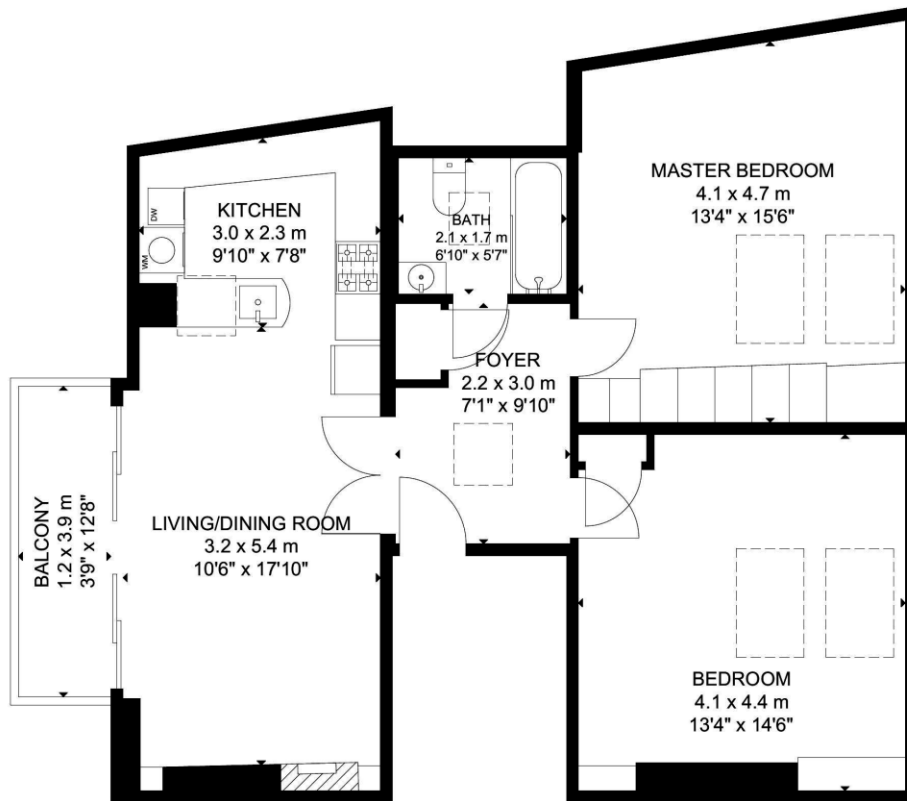 KITCHEN
3.0 x 2.3 m
9'10" x 7'8"
DW
WM
BATH
2.1 x 1.7 m
6'10" x 5'7"
MASTER BEDROOM
4.1 x 4.7 m
13'4" x 15'6"
FOYER
2.2 x 3.0 m
7'1" x 9'10"
BALCONY
1.2 x 3.9 m
3'9" x 12'8"
LIVING/DINING ROOM
3.2 x 5.4 m
10'6" x 17'10"
BEDROOM
4.1 x 4.4 m
13'4" x 14'6"